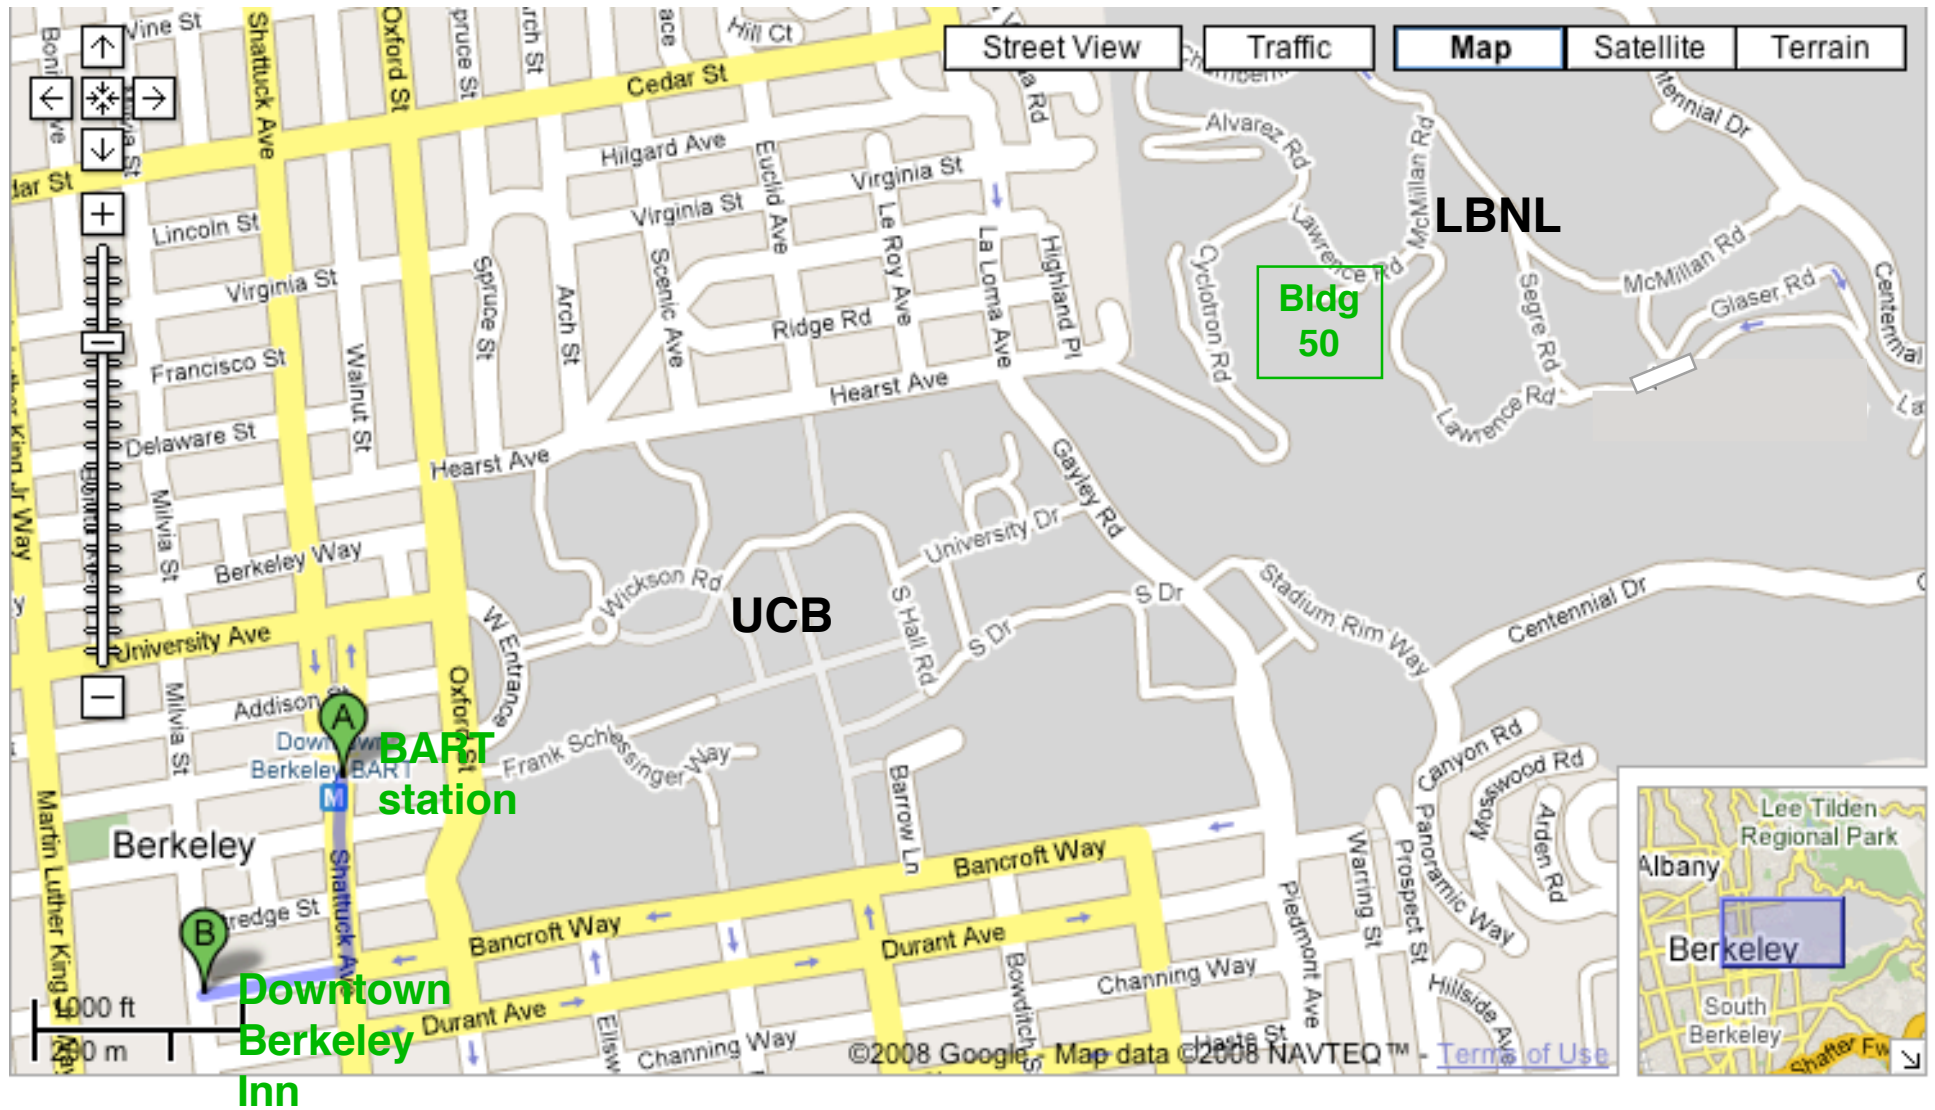 Vine St
Shattuck Ave
Oxford St
Hill Ct
Cedar St
Street View
Traffic
Map
Satellite
Terrain
Alvarez Rd
McMillan Rd
Hilgard Ave
Euclid Ave
Virginia St
Virginia St
Le Roy Ave
La Loma Ave
Highland Pl
Lincoln St
Virginia St
Spruce St
Arch St
Scenic Ave
Ridge Rd
Cyclotron Rd
Lawrence Rd
LBNL
Bldg
50
Segre Rd
McMillan Rd
Glaser Rd
Centennial
Francisco St
Walnut St
Hearst Ave
Delaware St
Hearst Ave
Lawrence Rd
Gayley Rd
Milvia St
Berkeley Way
University Dr
Wickson Rd
UCB
S Hall Rd
S Dr
S Dr
Stadium Rim Way
Centennial Dr
W Entrance
University Ave
Milvia St
Addison St
Oxford St
A
Downtown
Berkeley BART
M
BART
station
Frank Schlessinger Way
Barrow Ln
Canyon Rd
Mosswood Rd
Arden Rd
Panoramic Way
Prospect St
Warring St
Piedmont Ave
Martin Luther King
Berkeley
Shattuck Ave
B
Bancroft Way
Bancroft Way
Durant Ave
Durant Ave
Channing Way
Channing Way
Hillside Ave
Haste St
Downtown
Berkeley
Inn
1000 ft
200 m
©2008 Google - Map data ©2008 NAVTEQ™ - Terms of Use
Lee Tilden
Regional Park
Albany
Berkeley
South
Berkeley
Shafter Fw